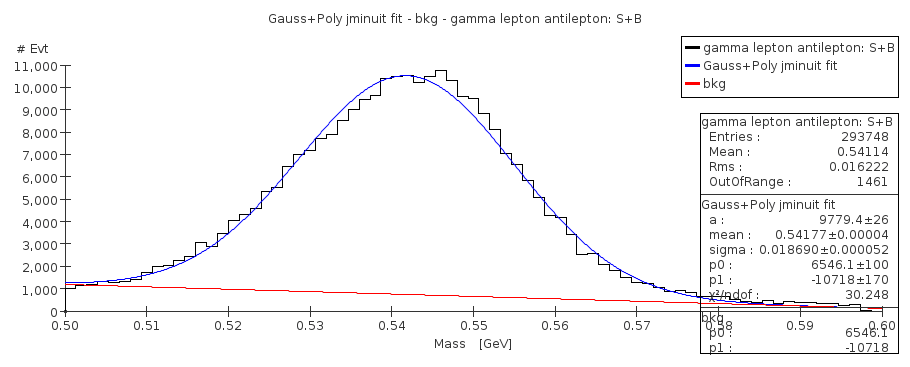 Gauss+Poly jminuit fit - bkg - gamma lepton antilepton: S+B
# Evt
11,000
10,000
9,000
8,000
7,000
6,000
5,000
4,000
3,000
2,000
1,000
0
0.50 0.51 0.52 0.53 0.54 0.55 0.56 0.57 0.58 0.59 0.60
Mass [GeV]
gamma lepton antilepton: S+B
Gauss+Poly jminuit fit
bkg
gamma lepton antilepton: S+B
Entries : 293748
Mean : 0.54114
Rms : 0.016222
OutOfRange : 1461
Gauss+Poly jminuit fit
a : 9779.4±26
mean : 0.54177±0.00004
sigma : 0.018690±0.000052
p0 : 6546.1±100
p1 : -10718±170
χ²/ndof : 30.248
bkg
p0 : 6546.1
p1 : -10718